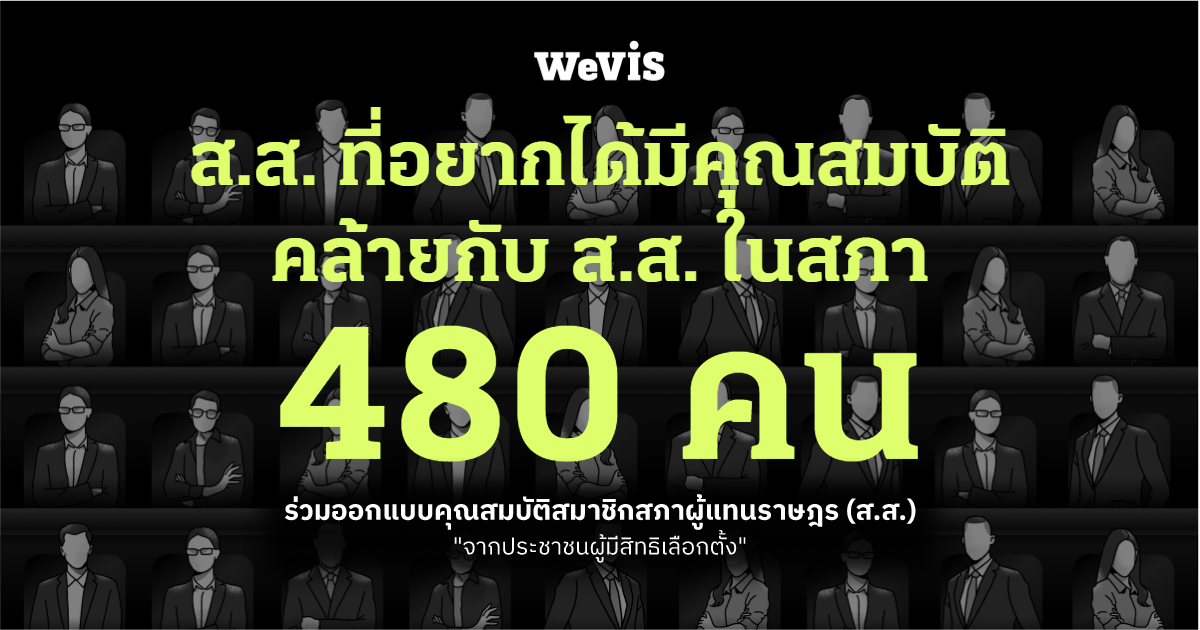 WeVIS
ส.ส. ที่อยากได้มีคุณสมบัติ
คล้ายกับ ส.ส. ในสภา
480 คน
ร่วมออกแบบคุณสมบัติสมาชิกสภาผู้แทนราษฎร (ส.ส.)
"จากประชาชนผู้มีสิทธิเลือกตั้ง"